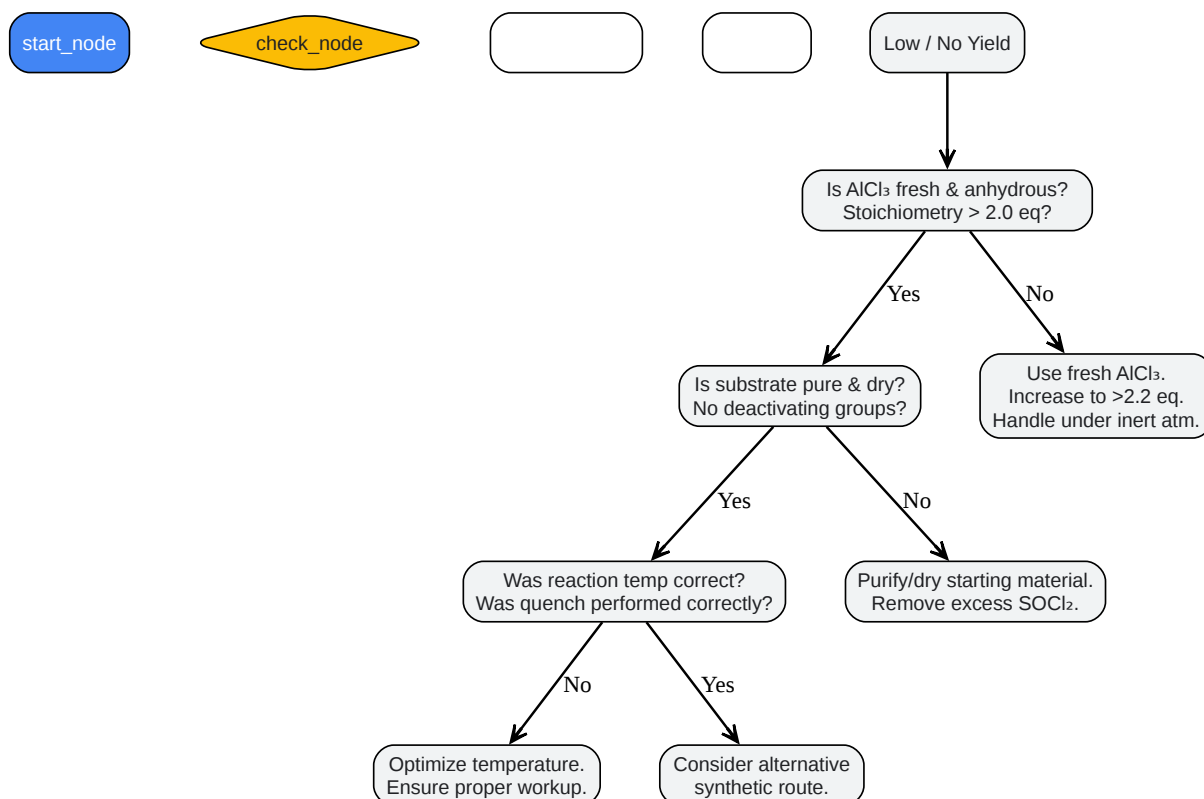 start_node
check_node
Low / No Yield
Is AlCl₃ fresh & anhydrous?
Stoichiometry > 2.0 eq?
Yes
No
Is substrate pure & dry?
No deactivating groups?
Use fresh AlCl₃.
Increase to >2.2 eq.
Handle under inert atm.
Yes
No
Was reaction temp correct?
Was quench performed correctly?
Purify/dry starting material.
Remove excess SOCl₂.
No
Yes
Optimize temperature.
Ensure proper workup.
Consider alternative
synthetic route.